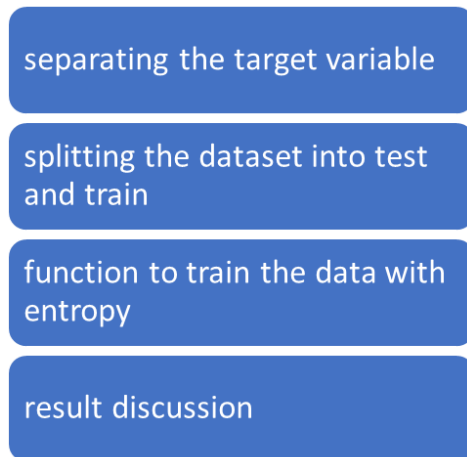 separating the target variable
splitting the dataset into test
and train
function to train the data with
entropy
result discussion